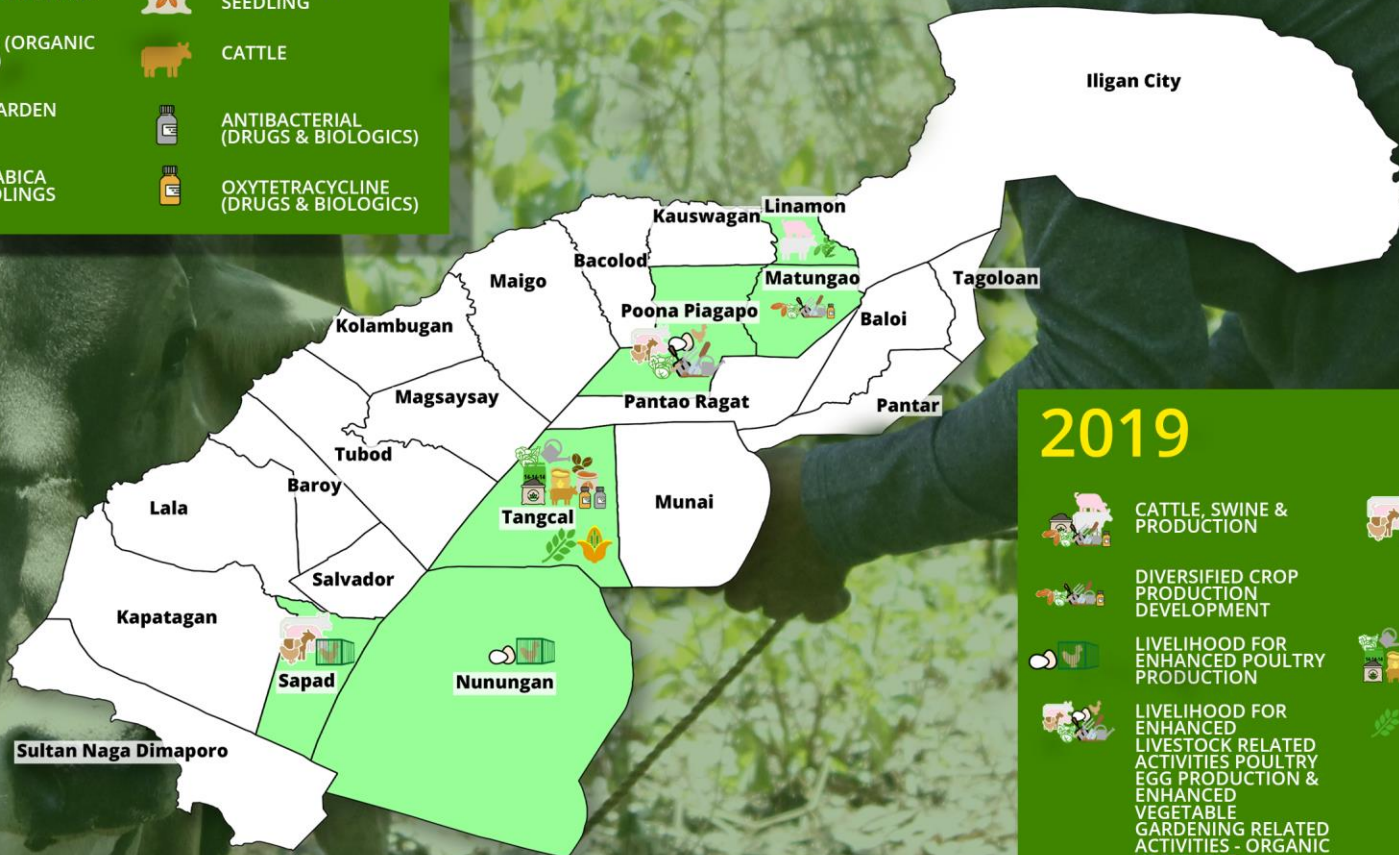 SEEDLING
(ORGANIC
CATTLE
ANTIBACTERIAL
(DRUGS & BIOLOGICS)
OXYTETRACYCLINE
(DRUGS & BIOLOGICS)
Iligan City
Linamon
Kauswagan
Bacolod
Maigo
Matungao
Tagoloan
Poona Piagapo
Baloi
Kolambugan
Magsaysay
Pantao Ragat
Pantar
Tubod
Baroy
Lala
Munai
Tangcal
Salvador
Kapatagan
Sapad
Nunungan
Sultan Naga Dimaporo
2019
CATTLE, SWINE &
PRODUCTION
DIVERSIFIED CROP
PRODUCTION
DEVELOPMENT
LIVELIHOOD FOR
ENHANCED POULTRY
PRODUCTION
LIVELIHOOD FOR
ENHANCED
LIVESTOCK RELATED
ACTIVITIES POULTRY
EGG PRODUCTION &
ENHANCED
VEGETABLE
GARDENING RELATED
ACTIVITIES - ORGANIC